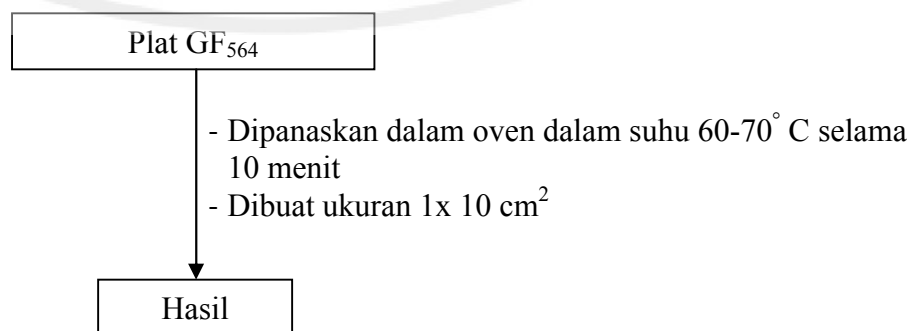 Plat GF₅₆₄
- Dipanaskan dalam oven dalam suhu 60-70° C selama
10 menit
- Dibuat ukuran 1x 10 cm²
Hasil